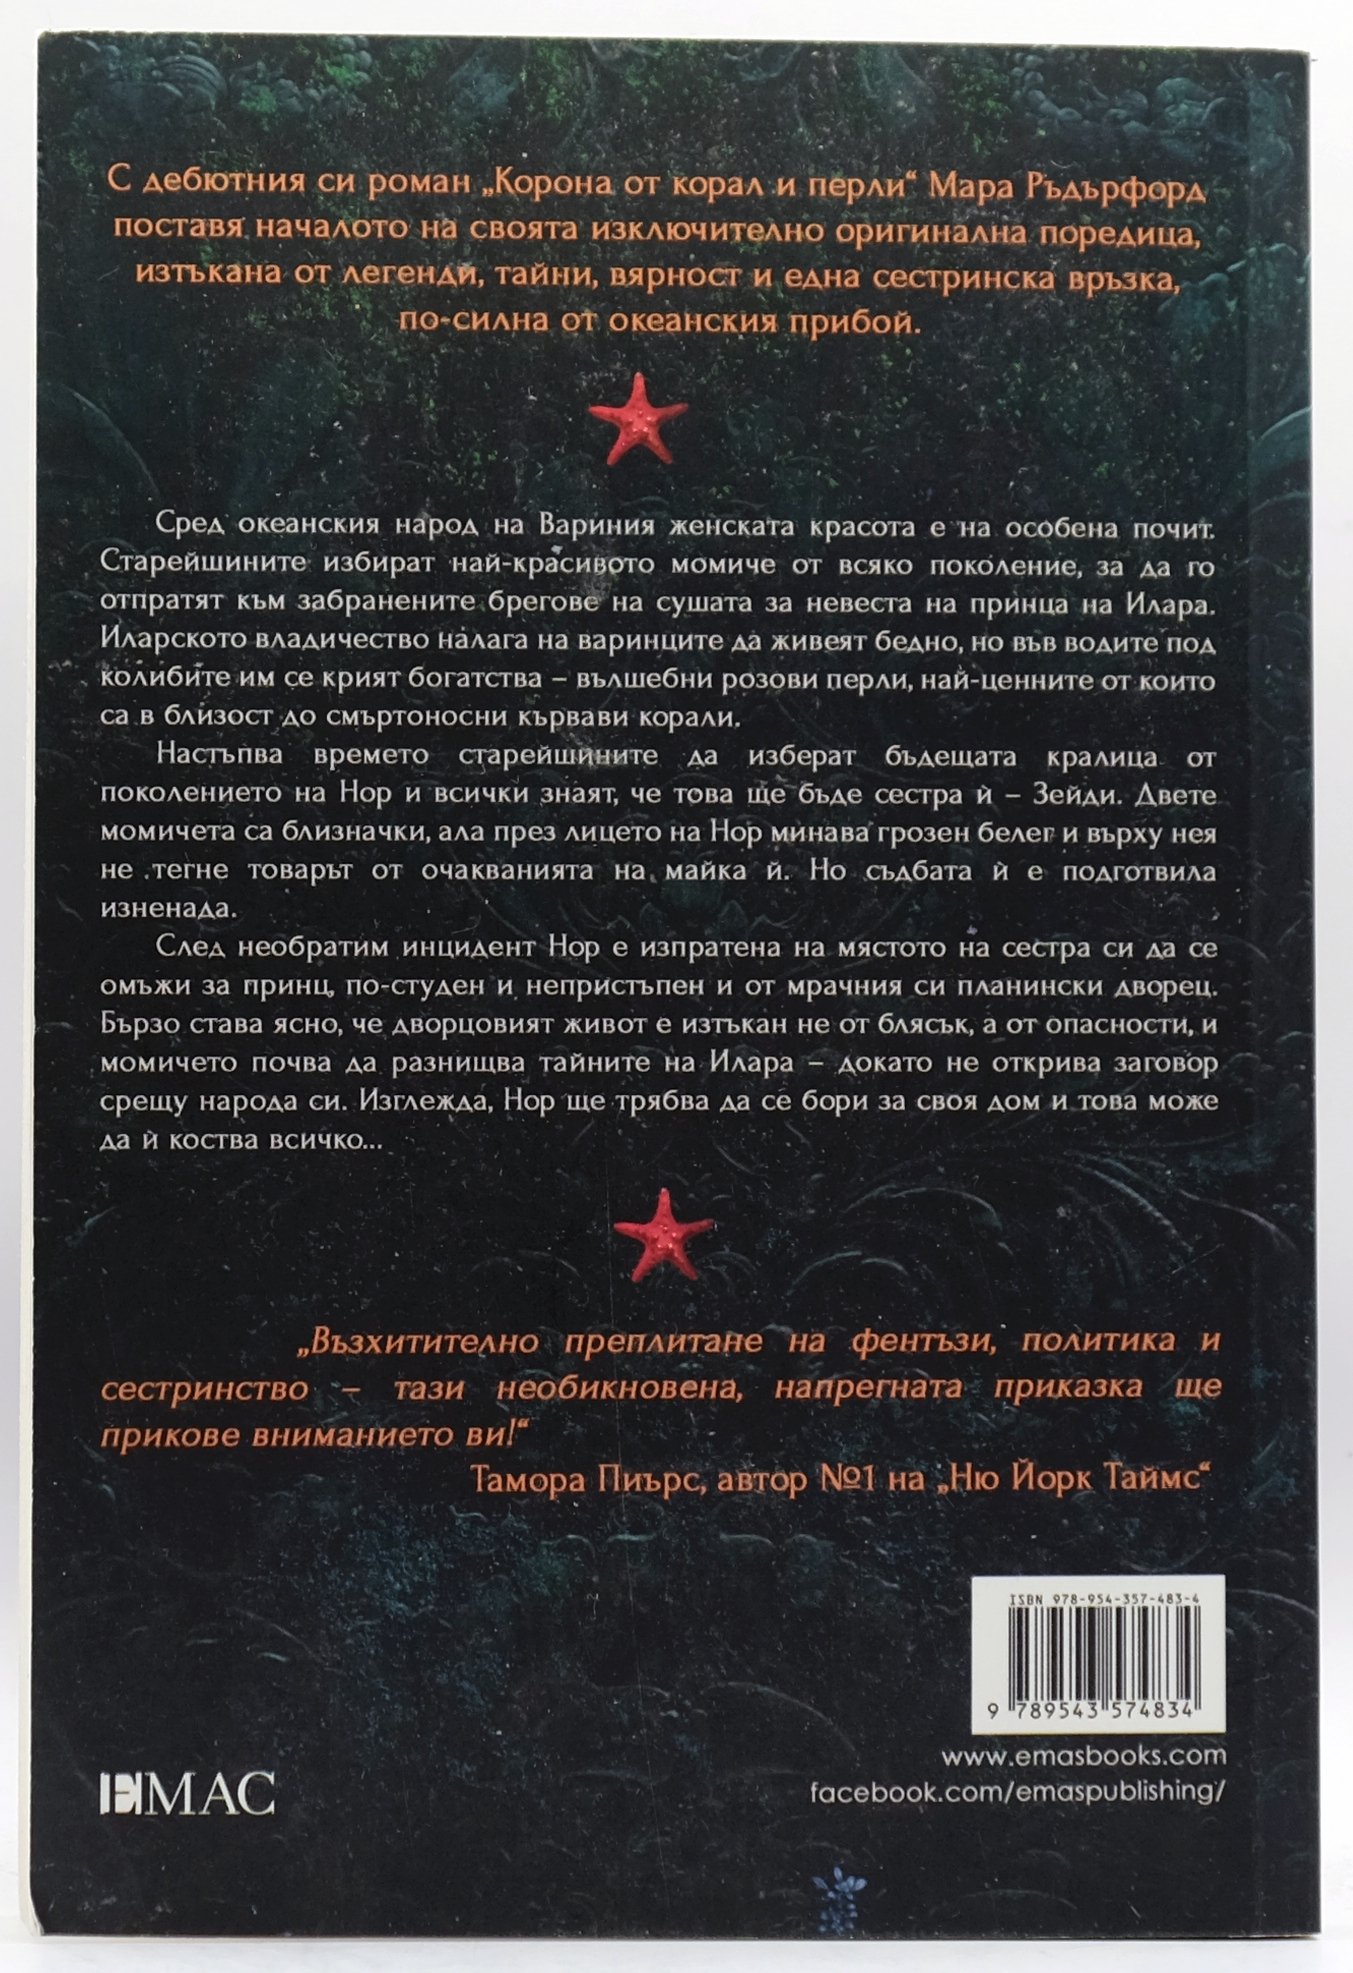 С дебютния си роман „Корона от корал и перли“ Мара Ръдърфорд
поставя началото на своята изключително оригинална поредица,
изтъкана от легенди, тайни, вярност и една сестринска връзка,
по-силна от океанския прибой.
Сред океанския народ на Вариния женската красота е на особена почит.
Старейшините избират най-красивото момиче от всяко поколение, за да го
отпратят към забранените брегове на сушата за невеста на принца на Илара.
Иларското владичество налага на варинците да живеят бедно, но във водите под
колибите им се крият богатства – вълшебни розови перли, най-ценните от които
са в близост до смъртоносни кървави корали.
Настъпва времето старейшините да изберат бъдещата кралица от
поколението на Нор и всички знаят, че това ще бъде сестра ѝ – Зейди. Двете
момичета са близначки, ала през лицето на Нор минава грозен белег и върху нея
не тегне товарът от очакванията на майка ѝ. Но съдбата ѝ е подготвила
изненада.
След необратим инцидент Нор е изпратена на мястото на сестра си да се
омъжи за принц, по-студен и непристъпен и от мрачния си планински дворец.
Бързо става ясно, че дворцовият живот е изтъкан не от блясък, а от опасности, и
момичето почва да разнищва тайните на Илара – докато не открива заговор
срещу народа си. Изглежда, Нор ще трябва да се бори за своя дом и това може
да ѝ коства всичко...
„Възхитително преплитане на фентъзи, политика и
сестринство – тази необикновена, напрегната приказка ще
прикове вниманието ви!“
Тамора Пиърс, автор №1 на „Ню Йорк Таймс“
ISBN 978-954-357-483-4
9 789543 574834
www.emasbooks.com
facebook.com/emaspublishing/
ЕМАС